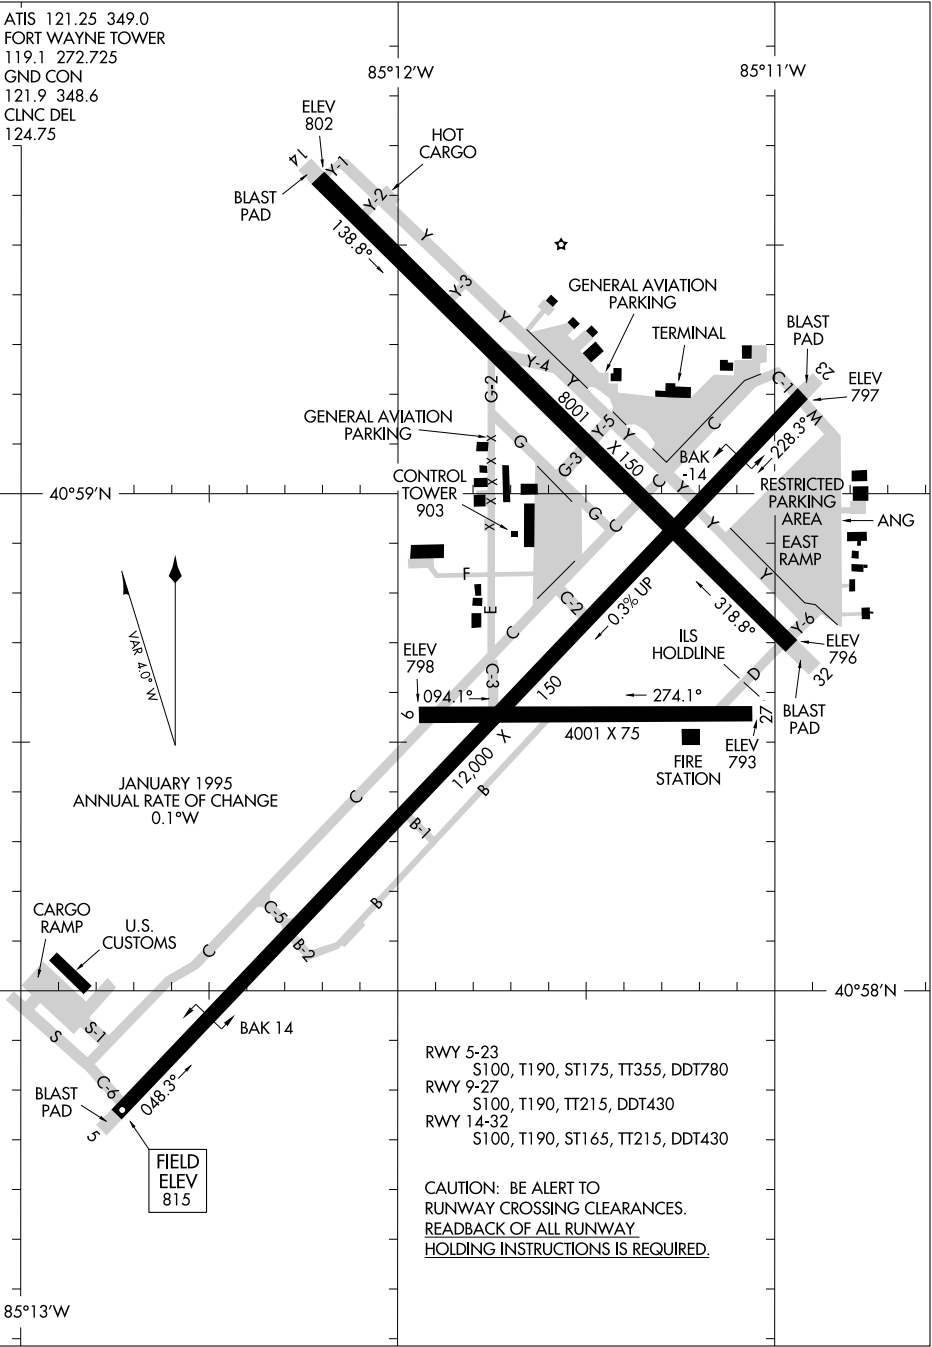 ATIS 121.25 349.0
FORT WAYNE TOWER
119.1 272.725
GND CON
121.9 348.6
CLNC DEL
124.75
85°12'W
85°11'W
ELEV
802
HOT
CARGO
14
Y-1
BLAST
PAD
Y-2
138.8°
Y
Y-3
GENERAL AVIATION
PARKING
Y
TERMINAL
BLAST
PAD
23
Y-4
Y
C-1
ELEV
797
G-2
8001 X 150
W
GENERAL AVIATION
PARKING
X
X
X
X
X
G
Y-5
Y
C
228.3°
BAK
-14
G-3
CONTROL
TOWER
903
C
Y
RESTRICTED
PARKING
AREA
40°59'N
G
C
Y
ANG
EAST
RAMP
F
Y
E
C-2
0.3% UP
318.8°
Y-6
VAR 4.0° W
C
ILS
HOLDLINE
ELEV
796
ELEV
798
C-3
D
32
094.1°
150
274.1°
9
27
BLAST
PAD
4001 X 75
ELEV
793
12,000 X
FIRE
STATION
JANUARY 1995
ANNUAL RATE OF CHANGE
0.1°W
C
B
B-1
CARGO
RAMP
U.S.
CUSTOMS
C-5
B
C
B-2
40°58'N
S
S-1
BAK 14
C-6
048.3°
BLAST
PAD
5
FIELD
ELEV
815
RWY 5-23
S100, T190, ST175, TT355, DDT780
RWY 9-27
S100, T190, TT215, DDT430
RWY 14-32
S100, T190, ST165, TT215, DDT430
CAUTION: BE ALERT TO
RUNWAY CROSSING CLEARANCES.
READBACK OF ALL RUNWAY
HOLDING INSTRUCTIONS IS REQUIRED.
85°13'W